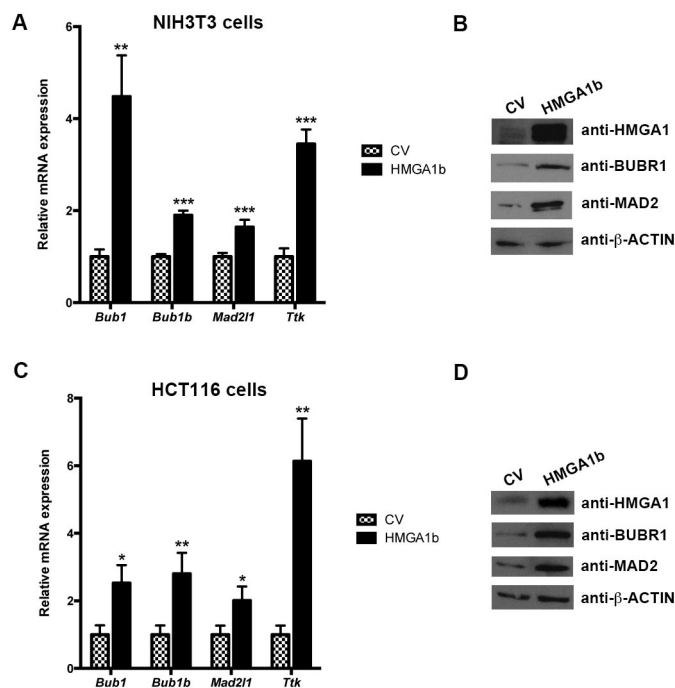 A
NIH3T3 cells
Relative mRNA expression
6
4
2
0
**
***
***
***
Bub1
Bub1b
Mad2l1
Ttk
CV
HMGA1b
B
CV
HMGA1b
anti-HMGA1
anti-BUBR1
anti-MAD2
anti-β-ACTIN
C
HCT116 cells
Relative mRNA expression
8
6
4
2
0
*
**
*
**
Bub1
Bub1b
Mad2l1
Ttk
CV
HMGA1b
D
CV
HMGA1b
anti-HMGA1
anti-BUBR1
anti-MAD2
anti-β-ACTIN